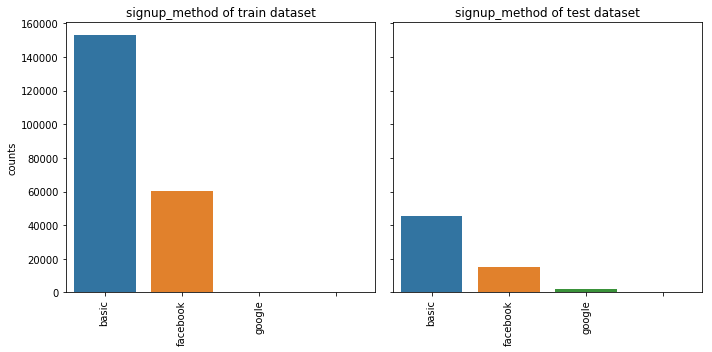 signup_method of train dataset
signup_method of test dataset
160000
140000
120000
100000
80000
60000
40000
20000
0
counts
basic
facebook
google
basic
facebook
google